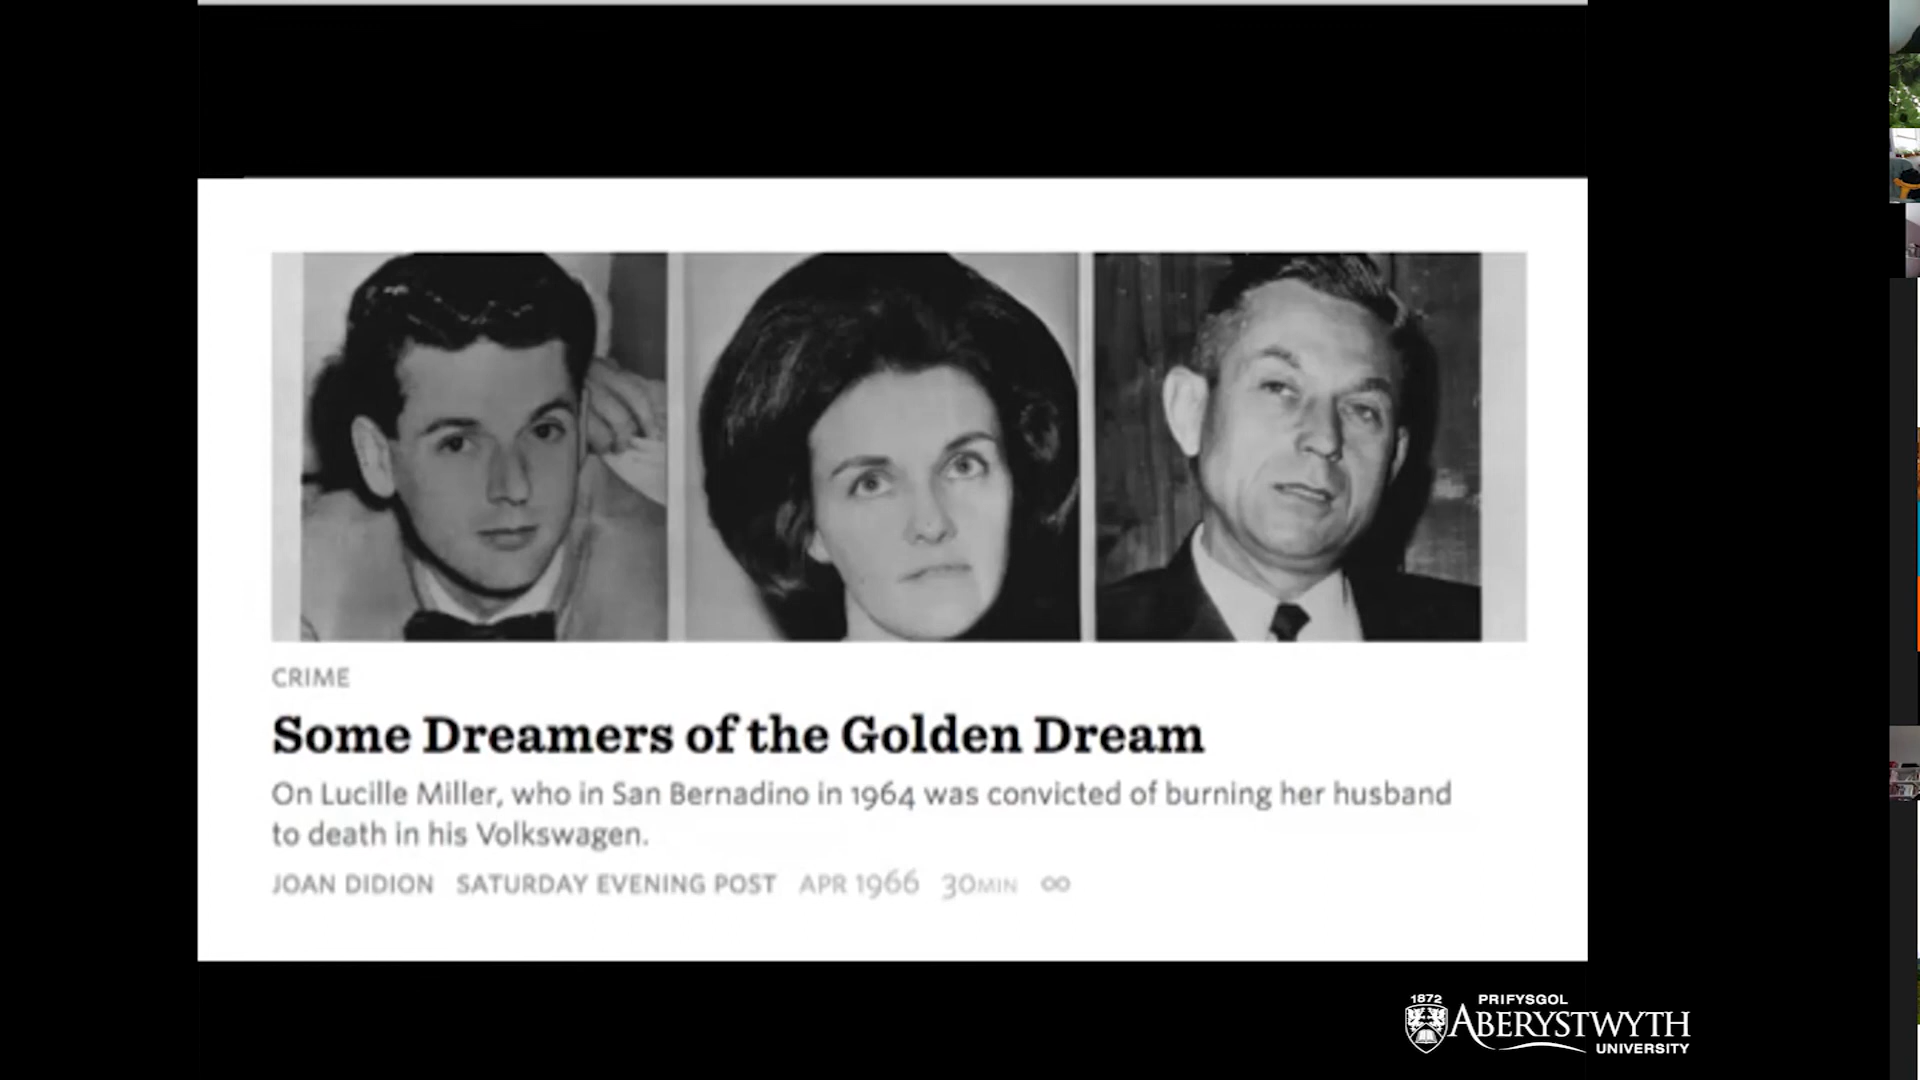 CRIME
Some Dreamers of the Golden Dream
On Lucille Miller, who in San Bernadino in 1964 was convicted of burning her husband
to death in his Volkswagen.
JOAN DIDION SATURDAY EVENING POST APR 1966 30MIN
1872 PRIFYSGOL
ABERYSTWYTH
UNIVERSITY